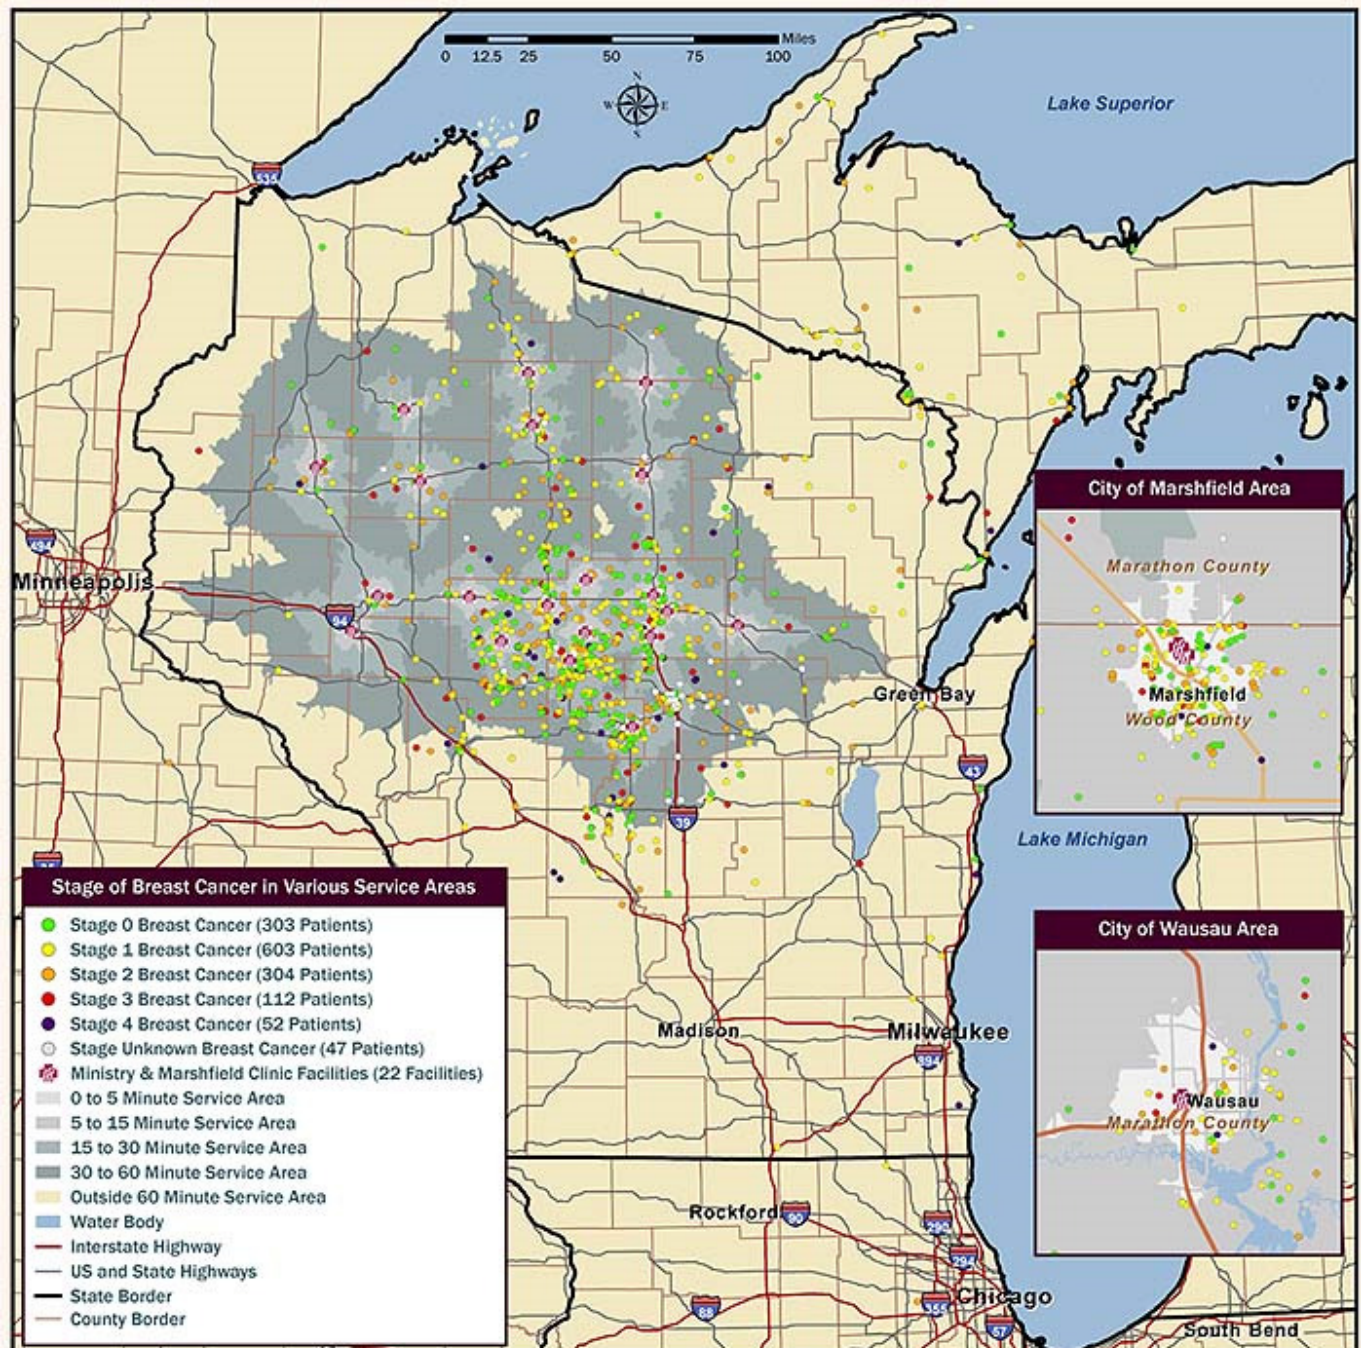 Miles
0 12.5 25 50 75 100
N
W E
S
Lake Superior
535
494
Minneapolis
94
Green Bay
43
39
Lake Michigan
City of Marshfield Area
Marathon County
Marshfield
Wood County
Stage of Breast Cancer in Various Service Areas
Stage 0 Breast Cancer (303 Patients)
Stage 1 Breast Cancer (603 Patients)
Stage 2 Breast Cancer (304 Patients)
Stage 3 Breast Cancer (112 Patients)
Stage 4 Breast Cancer (52 Patients)
Stage Unknown Breast Cancer (47 Patients)
Ministry & Marshfield Clinic Facilities (22 Facilities)
0 to 5 Minute Service Area
5 to 15 Minute Service Area
15 to 30 Minute Service Area
30 to 60 Minute Service Area
Outside 60 Minute Service Area
Water Body
Interstate Highway
US and State Highways
State Border
County Border
City of Wausau Area
Wausau
Marathon County
Madison
Milwaukee
894
Rockford
90
290
294
88
355
Chicago
57
South Bend